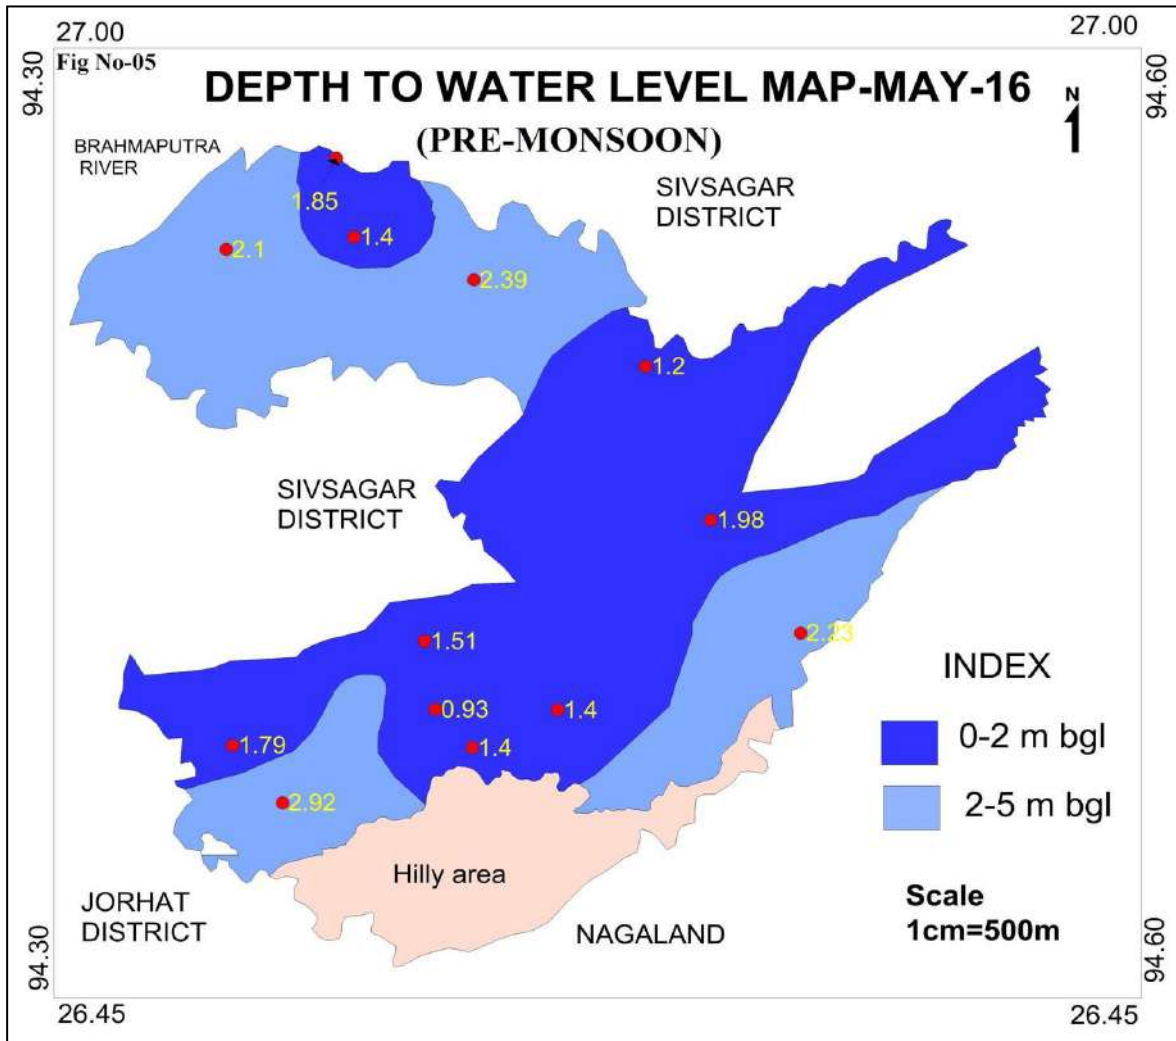 27.00
27.00
94.30
94.60
Fig No-05
DEPTH TO WATER LEVEL MAP-MAY-16
(PRE-MONSOON)
N
BRAHMAPUTRA
RIVER
SIVSAGAR
DISTRICT
1.85
1.4
2.1
2.39
1.2
SIVSAGAR
DISTRICT
1.98
1.51
2.23
0.93
1.4
1.79
1.4
2.92
INDEX
0-2 m bgl
2-5 m bgl
Hilly area
JORHAT
DISTRICT
NAGALAND
Scale
1cm=500m
94.30
94.60
26.45
26.45